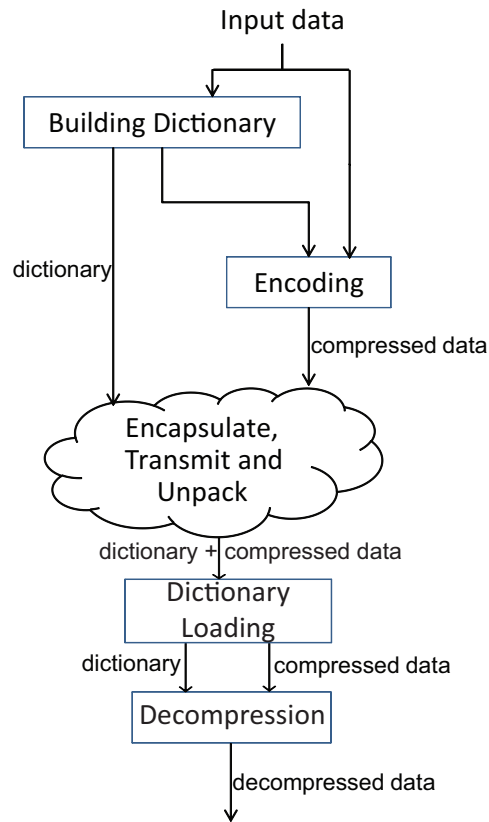 Input data
Building Dictionary
dictionary
Encoding
compressed data
Encapsulate,
Transmit and
Unpack
dictionary + compressed data
Dictionary
Loading
dictionary
compressed data
Decompression
decompressed data